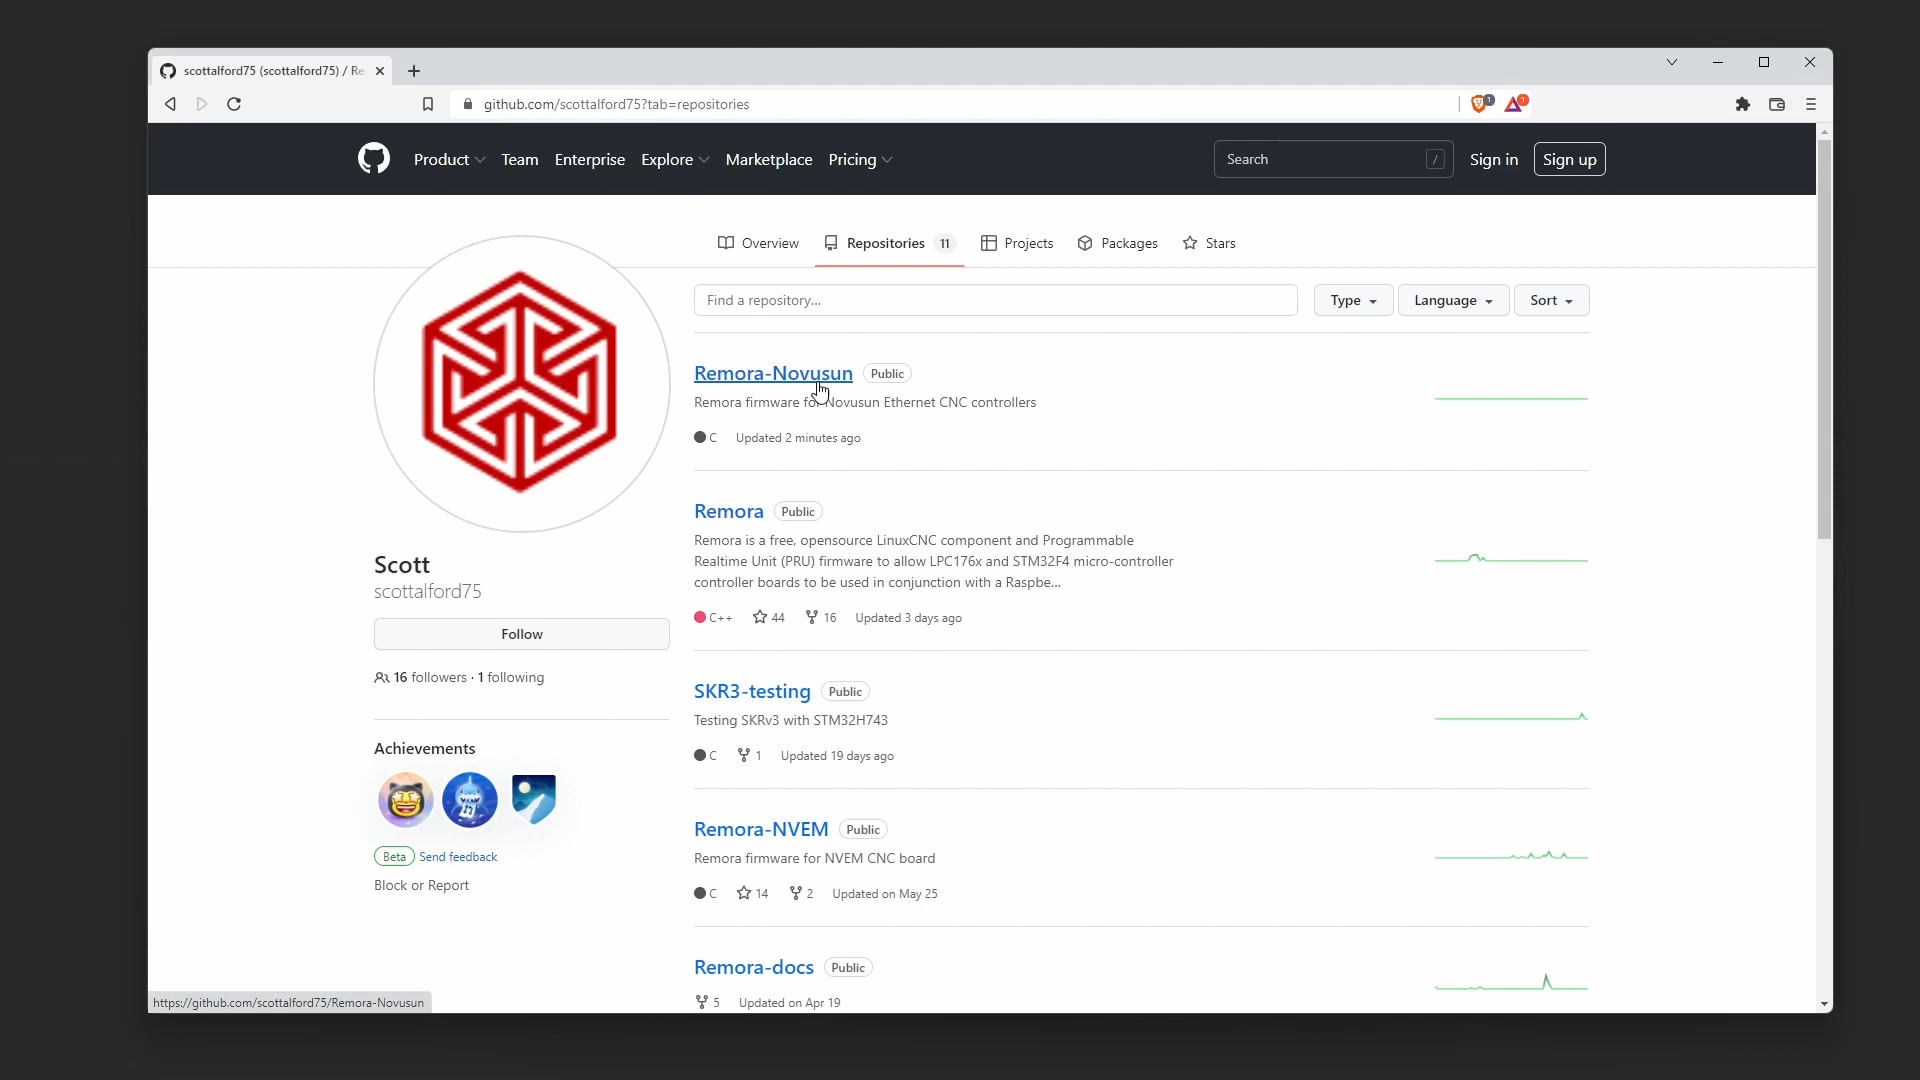 scottalford75 (scottalford75) / Re
github.com/scottalford75?tab=repositories
1
1
Product
Team
Enterprise
Explore
Marketplace
Pricing
Search
/
Sign in
Sign up
Overview
Repositories 11
Projects
Packages
Stars
Find a repository...
Type
Language
Sort
Remora-Novusun Public
Remora firmware for Novusun Ethernet CNC controllers
C Updated 2 minutes ago
Remora Public
Remora is a free, opensource LinuxCNC component and Programmable
Realtime Unit (PRU) firmware to allow LPC176x and STM32F4 micro-controller
controller boards to be used in conjunction with a Raspbe...
C++ 44 16 Updated 3 days ago
SKR3-testing Public
Testing SKRv3 with STM32H743
C 1 Updated 19 days ago
Remora-NVEM Public
Remora firmware for NVEM CNC board
C 14 2 Updated on May 25
Remora-docs Public
5 Updated on Apr 19
Scott
scottalford75
Follow
16 followers · 1 following
Achievements
Beta Send feedback
Block or Report
https://github.com/scottalford75/Remora-Novusun